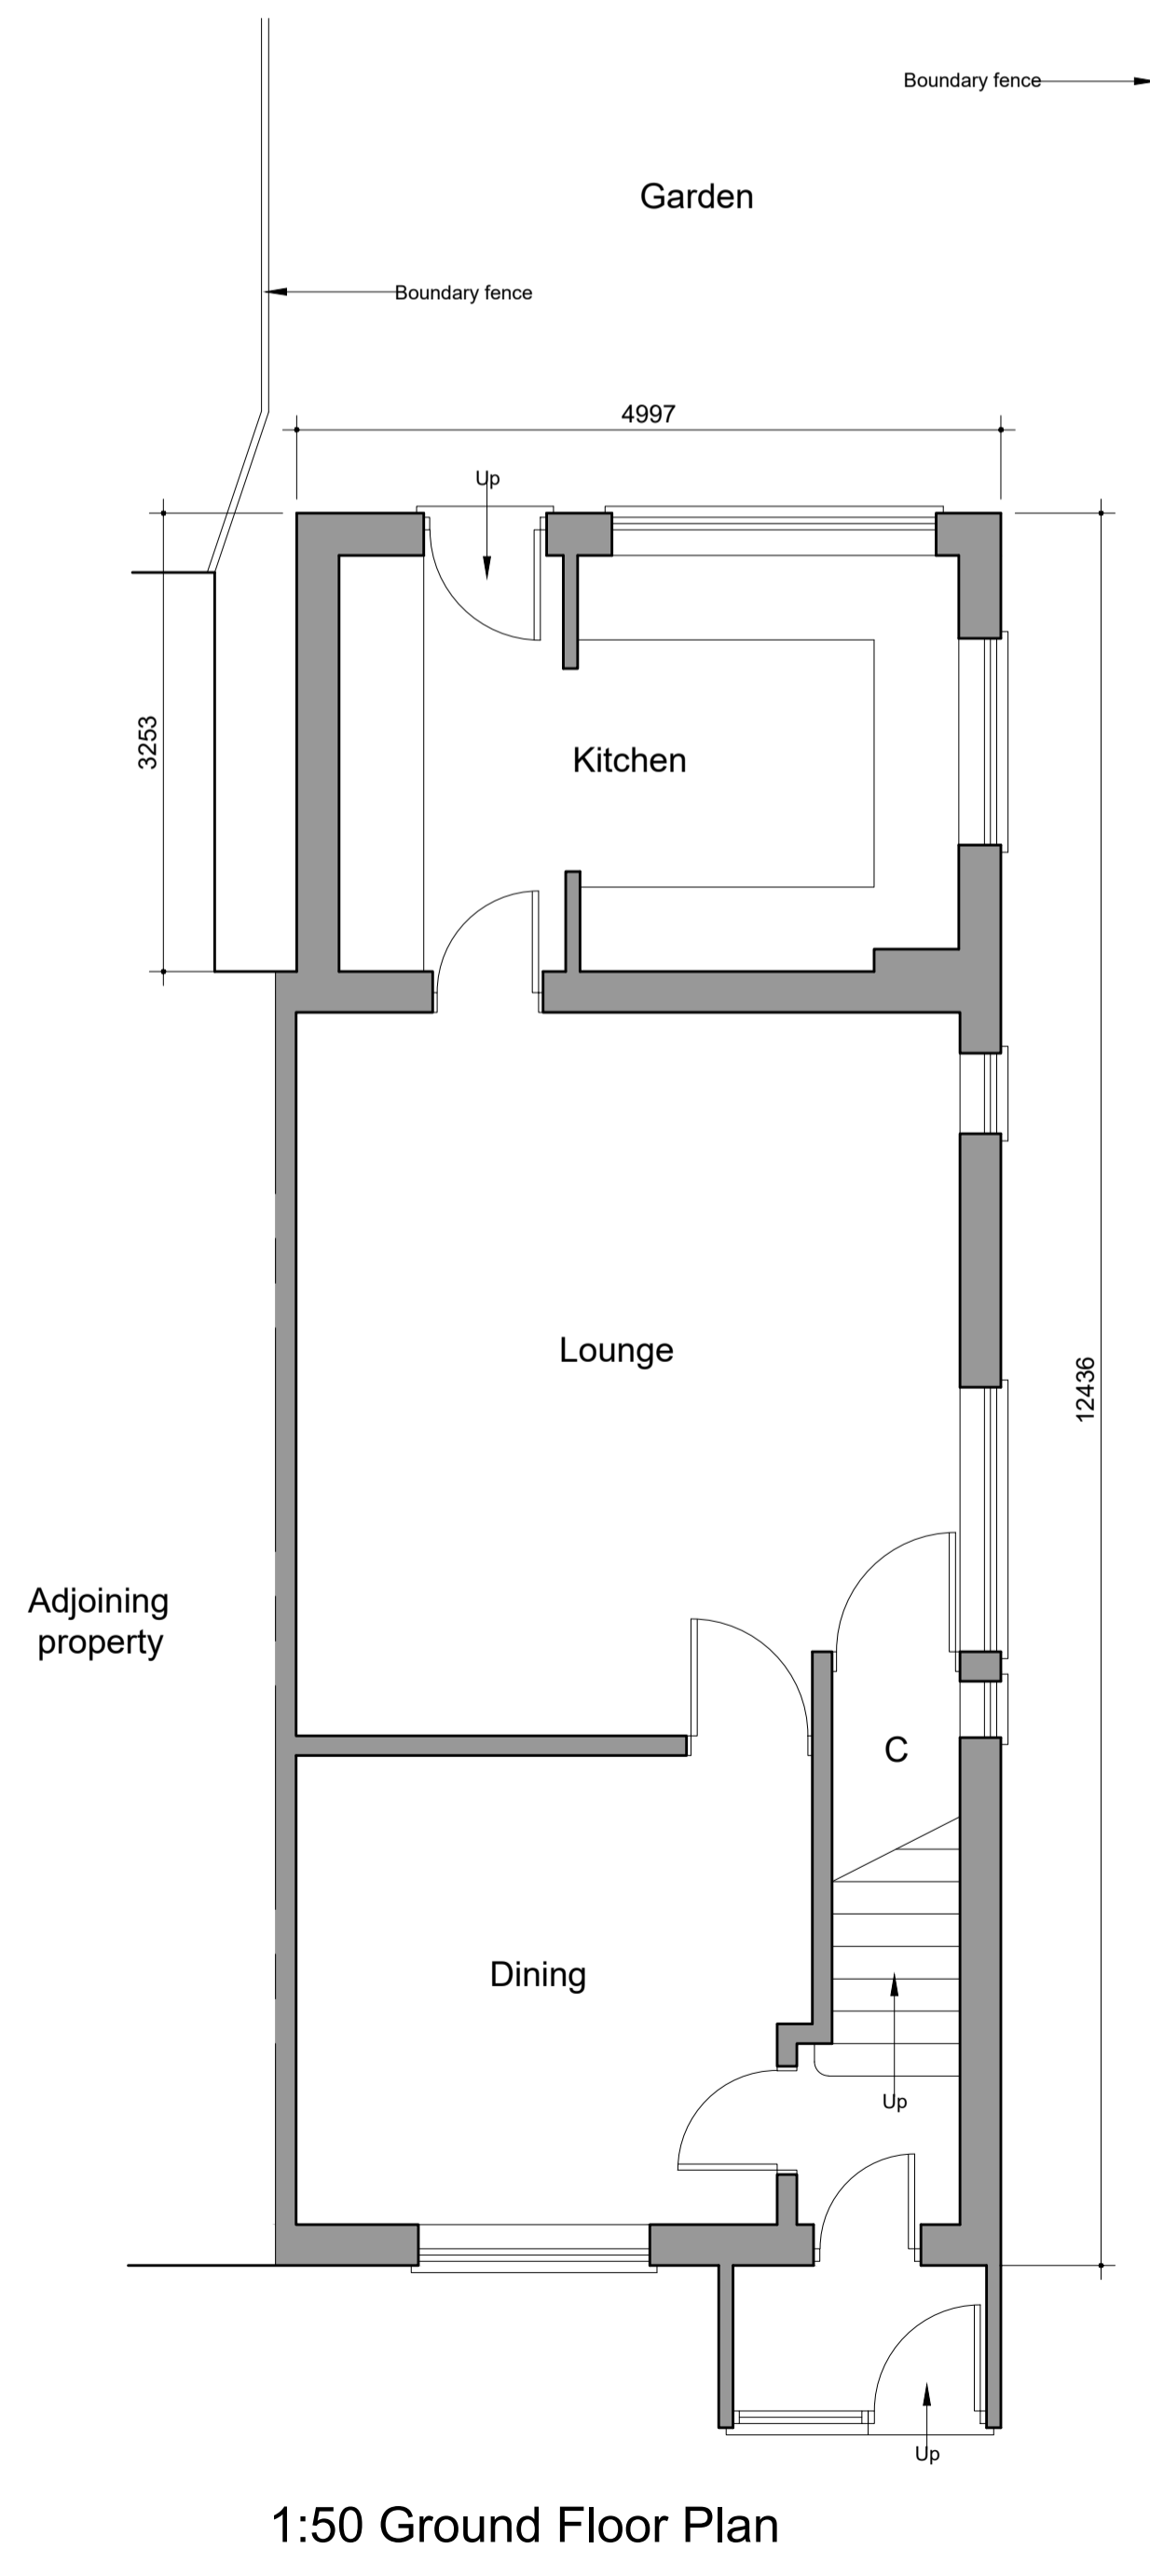 Boundary fence
Garden
Boundary fence
4997
Up
3253
Kitchen
Lounge
12436
Adjoining
property
C
Dining
Up
Up
1:50 Ground Floor Plan